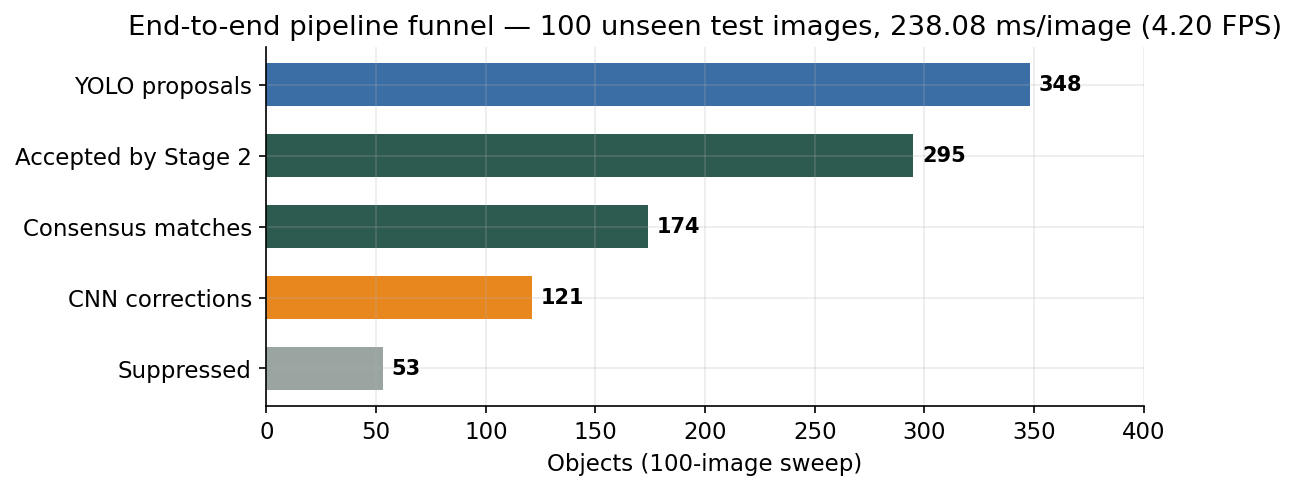 End-to-end pipeline funnel — 100 unseen test images, 238.08 ms/image (4.20 FPS)
YOLO proposals 348
Accepted by Stage 2 295
Consensus matches 174
CNN corrections 121
Suppressed 53
0 50 100 150 200 250 300 350 400
Objects (100-image sweep)